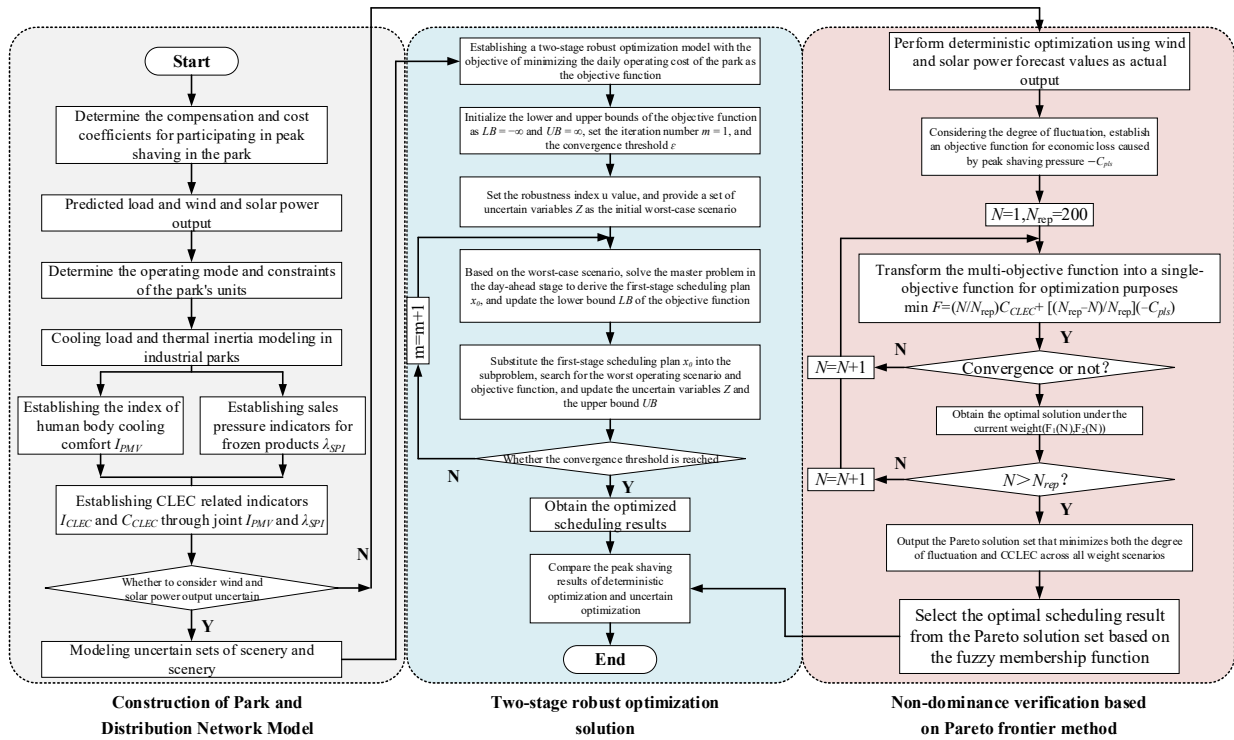 Start
Determine the compensation and cost
coefficients for participating in peak
shaving in the park
Predicted load and wind and solar power
output
Determine the operating mode and constraints
of the park's units
Cooling load and thermal inertia modeling in
industrial parks
Establishing the index of
human body cooling
comfort I_PMV
Establishing sales
pressure indicators for
frozen products λ_SPI
Establishing CLEC related indicators
I_CLEC and C_CLEC through joint I_PMV and λ_SPI
N
Whether to consider wind and
solar power output uncertain
Y
Modeling uncertain sets of scenery and
scenery
Construction of Park and
Distribution Network Model
Establishing a two-stage robust optimization model with the
objective of minimizing the daily operating cost of the park as
the objective function
Initialize the lower and upper bounds of the objective function
as LB = −∞ and UB = ∞, set the iteration number m = 1, and
the convergence threshold ε
Set the robustness index u value, and provide a set of
uncertain variables Z as the initial worst-case scenario
Based on the worst-case scenario, solve the master problem in
the day-ahead stage to derive the first-stage scheduling plan
x₀, and update the lower bound LB of the objective function
m=m+1
Substitute the first-stage scheduling plan x₀ into the
subproblem, search for the worst operating scenario and
objective function, and update the uncertain variables Z and
the upper bound UB
Whether the convergence threshold is reached
N
Y
Obtain the optimized
scheduling results
Compare the peak shaving
results of deterministic
optimization and uncertain
optimization
End
Two-stage robust optimization
solution
Perform deterministic optimization using wind
and solar power forecast values as actual
output
Considering the degree of fluctuation, establish
an objective function for economic loss caused
by peak shaving pressure −C_pls
N=1,N_rep=200
Transform the multi-objective function into a single-
objective function for optimization purposes
min F=(N/N_rep)C_CLEC+ [(N_rep–N)/N_rep](–C_pls)
Y
N
N=N+1
Convergence or not?
Obtain the optimal solution under the
current weight(F₁(N),F₂(N))
N
N=N+1
N＞N_rep?
Y
Output the Pareto solution set that minimizes both the degree
of fluctuation and CCLEC across all weight scenarios
Select the optimal scheduling result
from the Pareto solution set based on
the fuzzy membership function
Non-dominance verification based
on Pareto frontier method